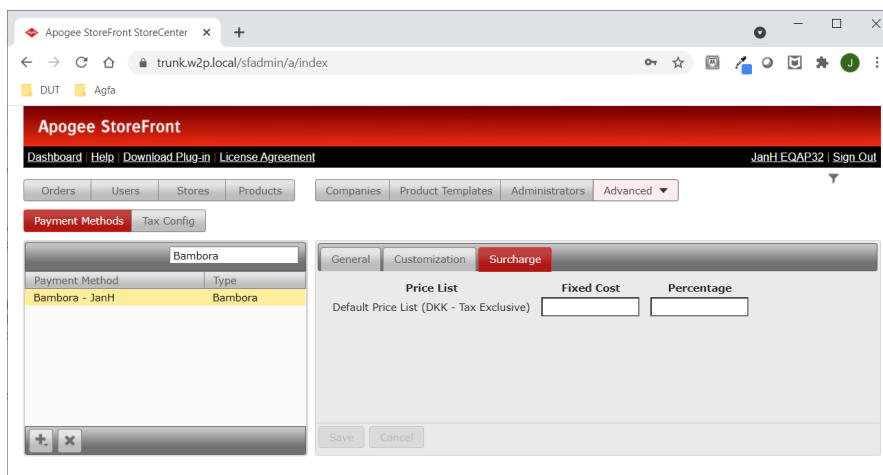 Apogee StoreFront StoreCenter
trunk.w2p.local/sfadmin/a/index
J
DUT Agfa
Apogee StoreFront
Dashboard | Help | Download Plug-in | License Agreement JanH EQAP32 | Sign Out
Orders Users Stores Products Companies Product Templates Administrators Advanced
Payment Methods Tax Config
Bambora General Customization Surcharge
Payment Method Type
Bambora - JanH Bambora
Price List Fixed Cost Percentage
Default Price List (DKK - Tax Exclusive)
Save Cancel